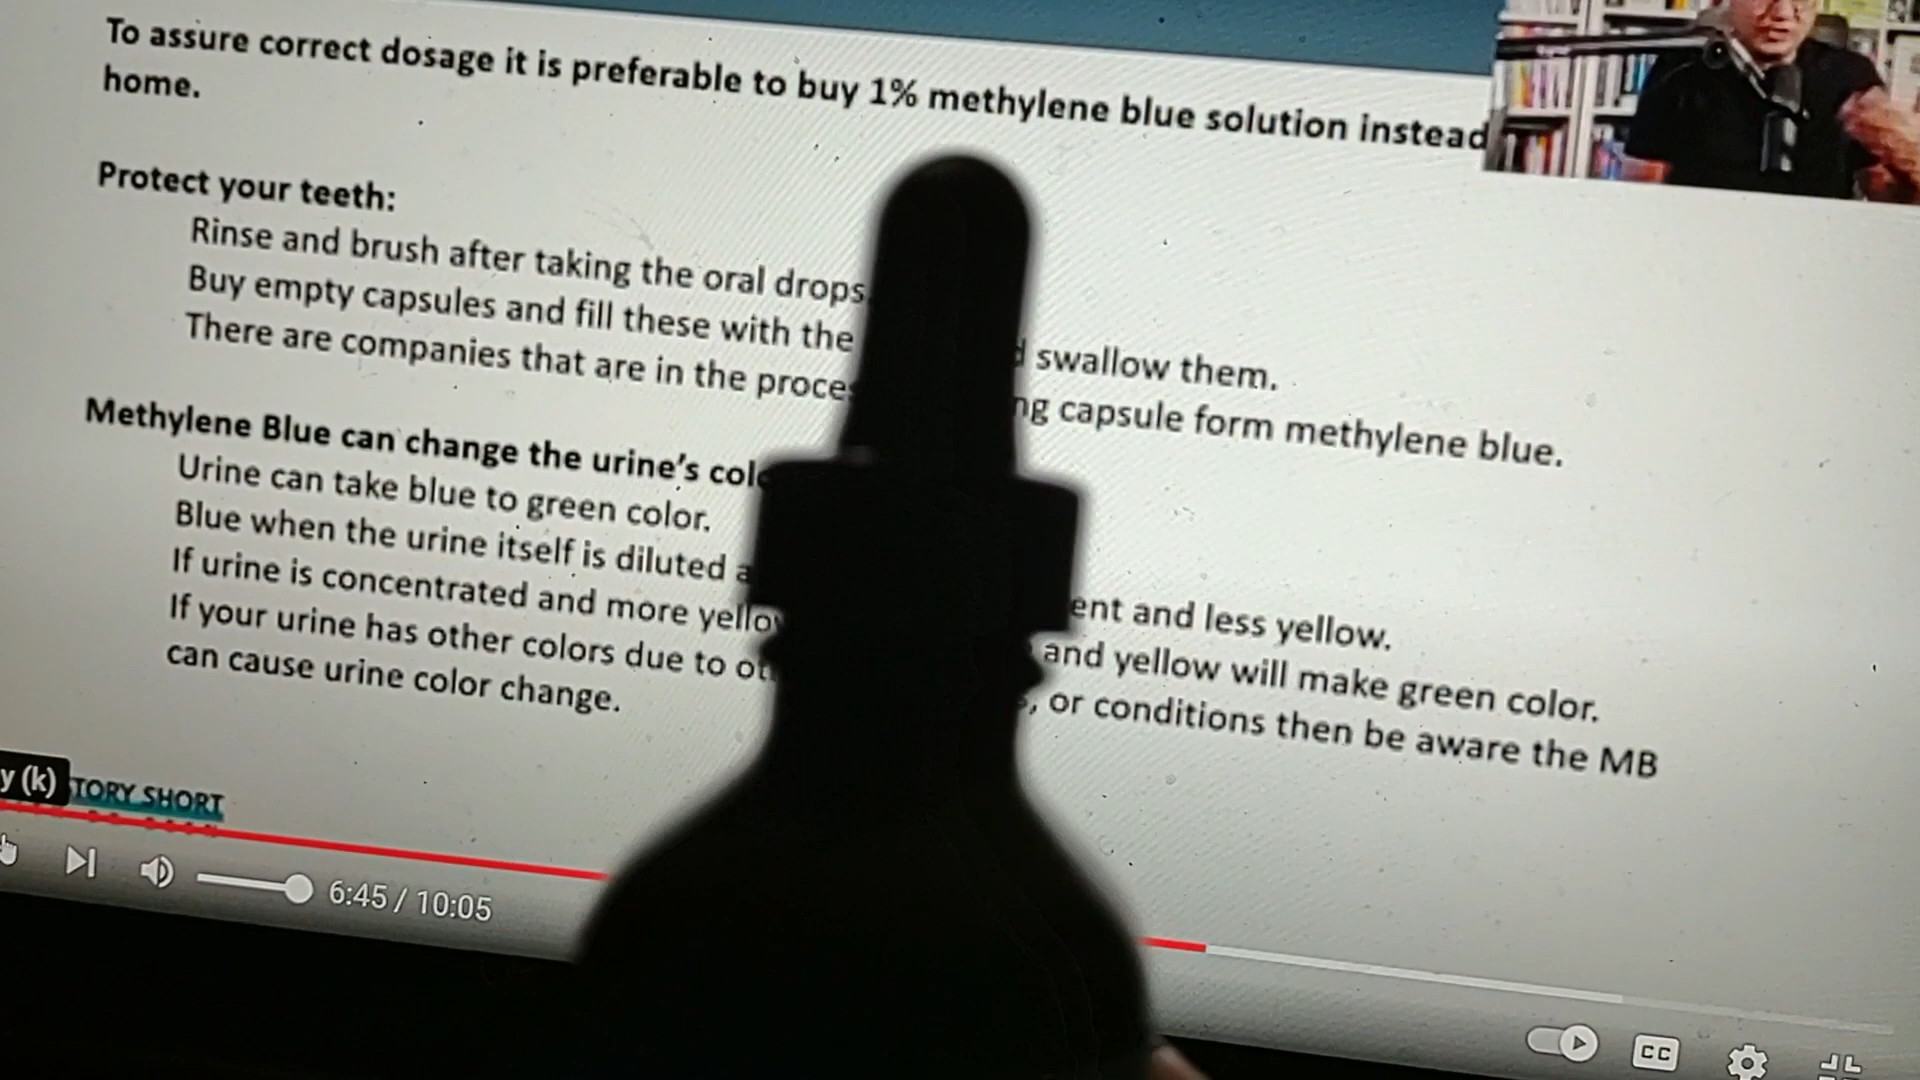 To assure correct dosage it is preferable to buy 1% methylene blue solution instead
home.
Protect your teeth:
Rinse and brush after taking the oral drops
Buy empty capsules and fill these with the swallow them.
There are companies that are in the capsule form methylene blue.
Methylene Blue can change the urine's
Urine can take blue to green color.
Blue when the urine itself is diluted and less yellow.
If urine is concentrated and more and yellow will make green color.
If your urine has other colors due to or conditions then be aware the MB
can cause urine color change.
y (k)
TORY SHORT
6:45 / 10:05
CC